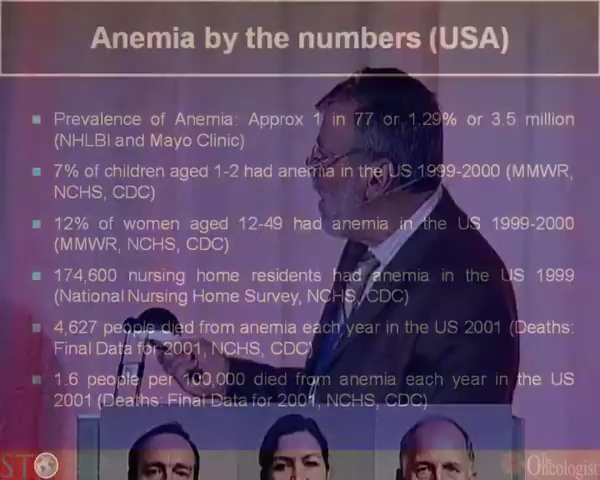 Anemia by the numbers (USA)
Prevalence of Anemia: Approx 1 in 77 or 1.29% or 3.5 million
(NHLBI and Mayo Clinic)
7% of children aged 1-2 had anemia in the US 1999-2000 (MMWR,
NCHS, CDC)
12% of women aged 12-49 had anemia in the US 1999-2000
(MMWR, NCHS, CDC)
174,600 nursing home residents had anemia in the US 1999
(National Nursing Home Survey, NCHS, CDC)
4,627 people died from anemia each year in the US 2001 (Deaths:
Final Data for 2001, NCHS, CDC)
1.6 people per 100,000 died from anemia each year in the US
2001 (Deaths: Final Data for 2001, NCHS, CDC)
STO
The Oncologist